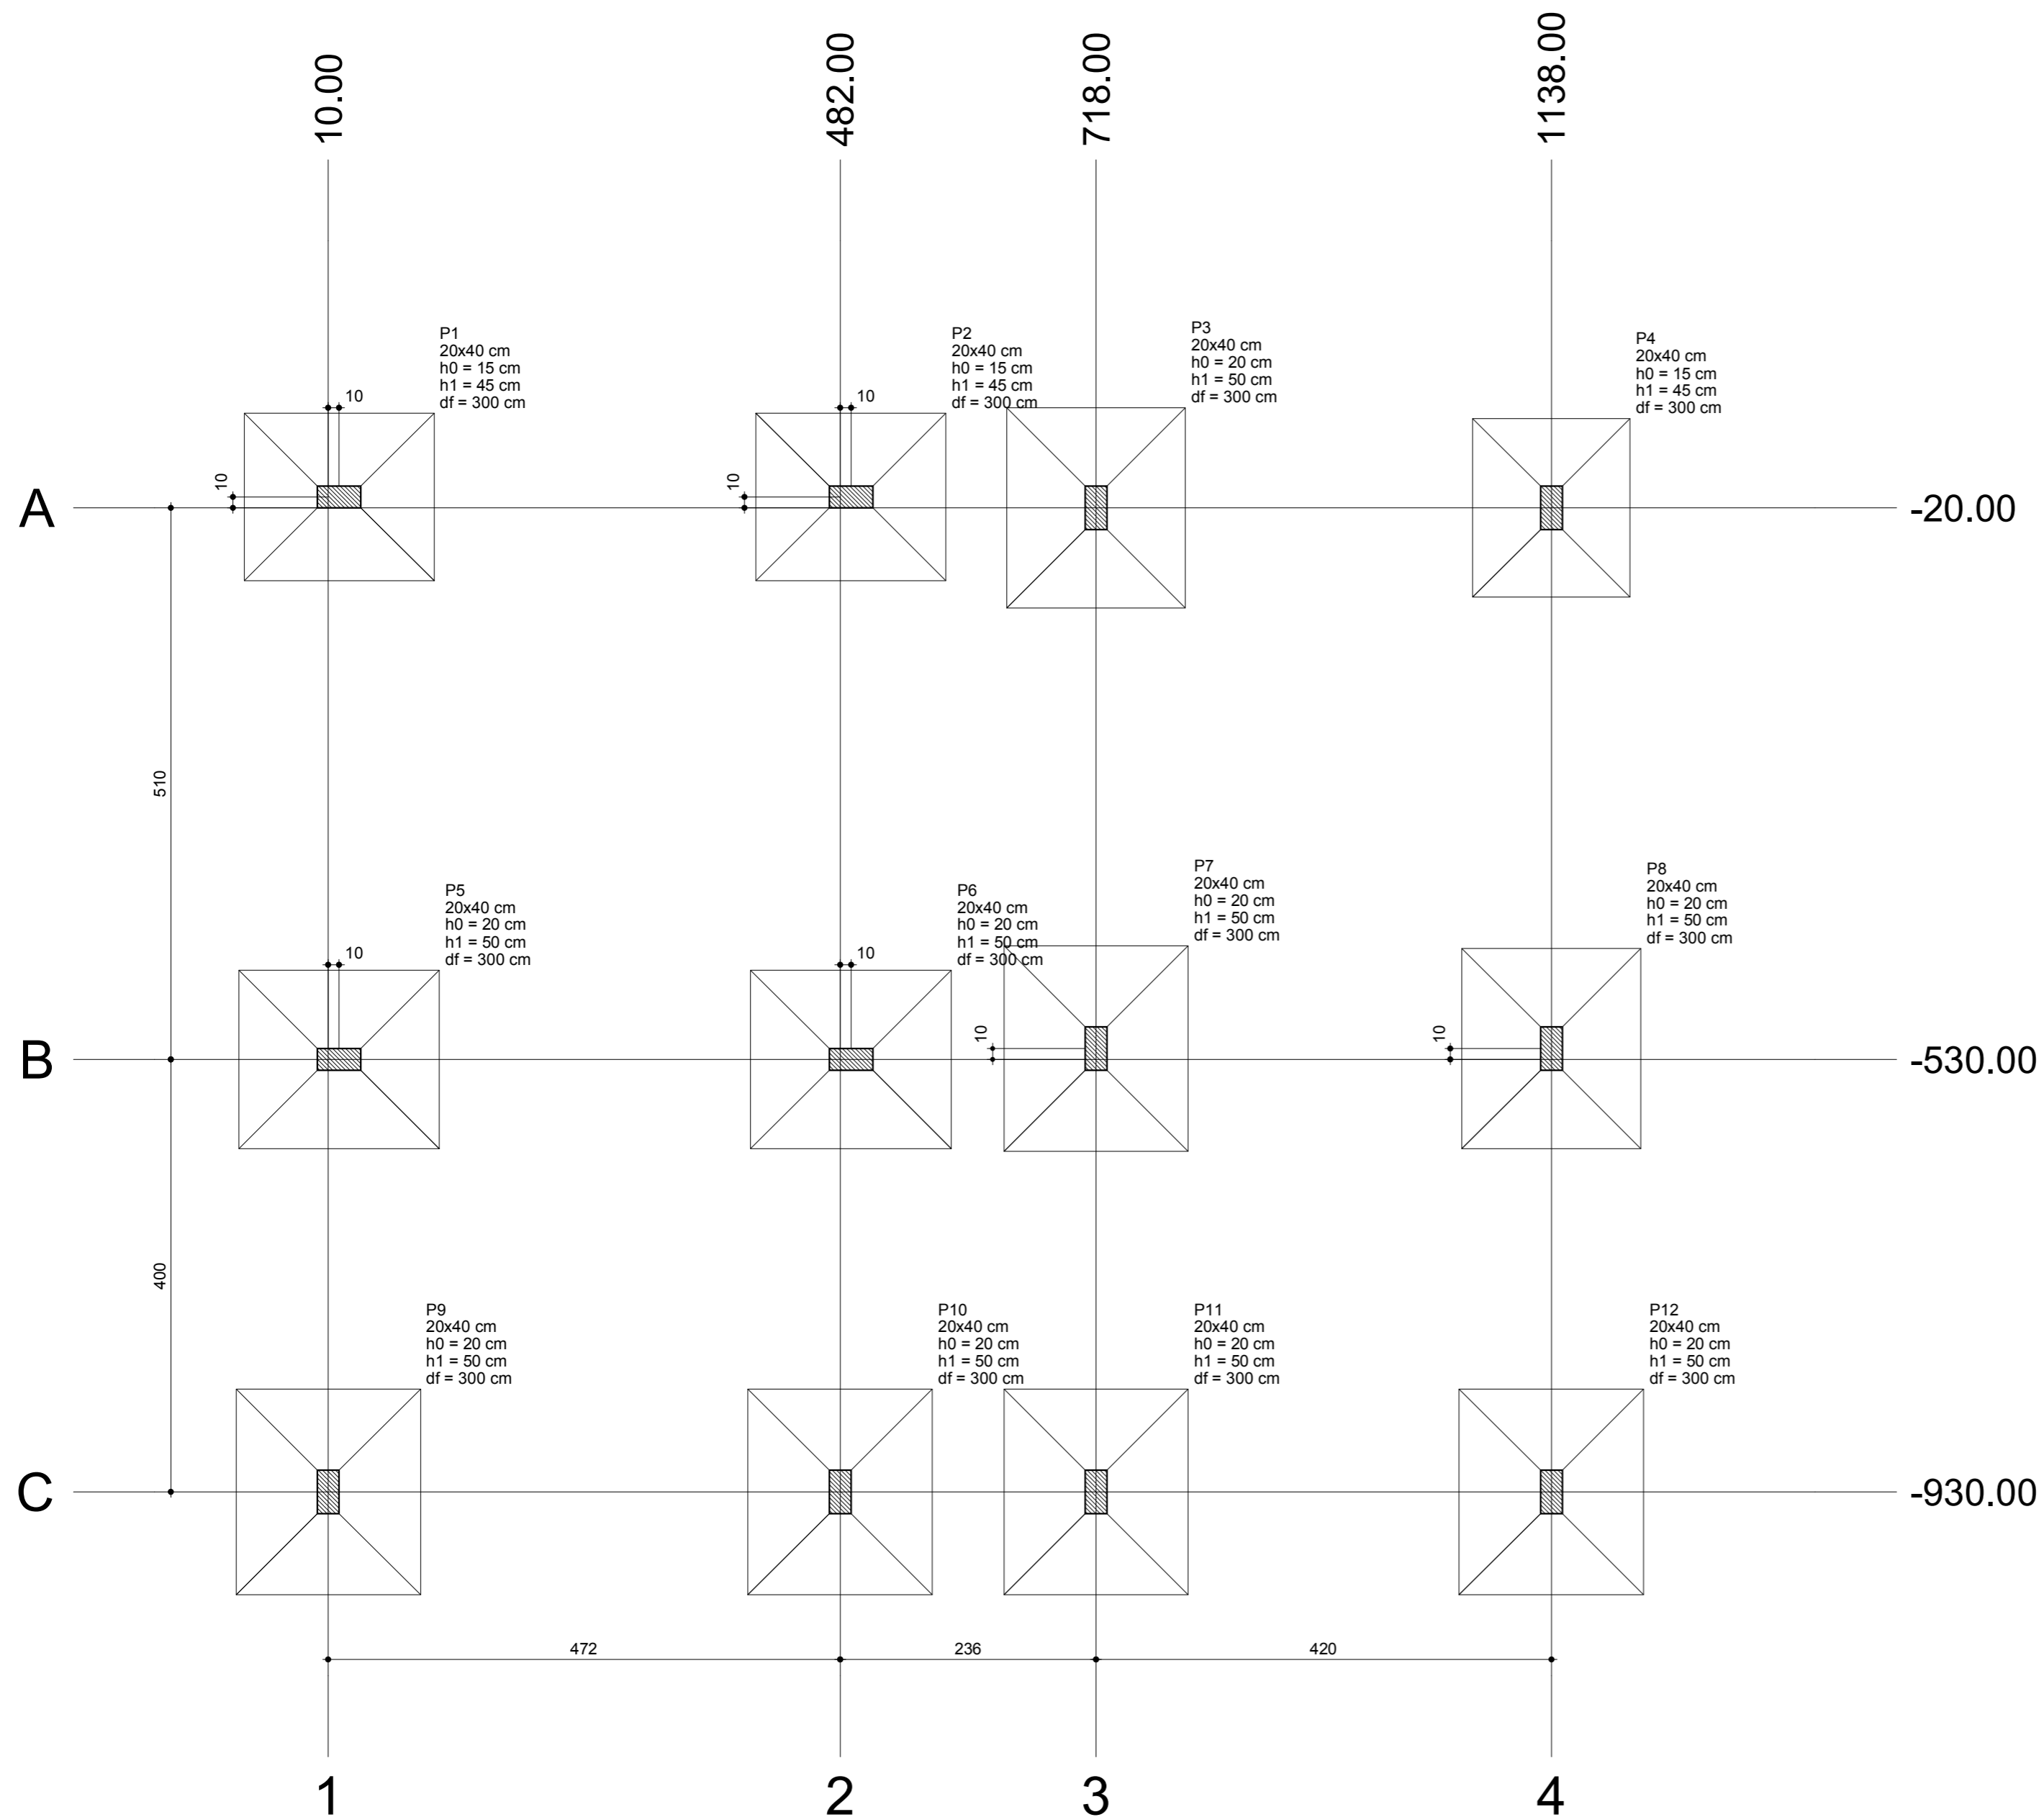 10.00
482.00
718.00
1138.00
P1
20x40 cm
h0 = 15 cm
h1 = 45 cm
df = 300 cm
10
10
P2
20x40 cm
h0 = 15 cm
h1 = 45 cm
df = 300 cm
10
10
P3
20x40 cm
h0 = 20 cm
h1 = 50 cm
df = 300 cm
P4
20x40 cm
h0 = 15 cm
h1 = 45 cm
df = 300 cm
A
-20.00
510
P5
20x40 cm
h0 = 20 cm
h1 = 50 cm
df = 300 cm
10
P6
20x40 cm
h0 = 20 cm
h1 = 50 cm
df = 300 cm
10
P7
20x40 cm
h0 = 20 cm
h1 = 50 cm
df = 300 cm
10
P8
20x40 cm
h0 = 20 cm
h1 = 50 cm
df = 300 cm
10
B
-530.00
400
P9
20x40 cm
h0 = 20 cm
h1 = 50 cm
df = 300 cm
P10
20x40 cm
h0 = 20 cm
h1 = 50 cm
df = 300 cm
P11
20x40 cm
h0 = 20 cm
h1 = 50 cm
df = 300 cm
P12
20x40 cm
h0 = 20 cm
h1 = 50 cm
df = 300 cm
C
-930.00
472
236
420
1
2
3
4